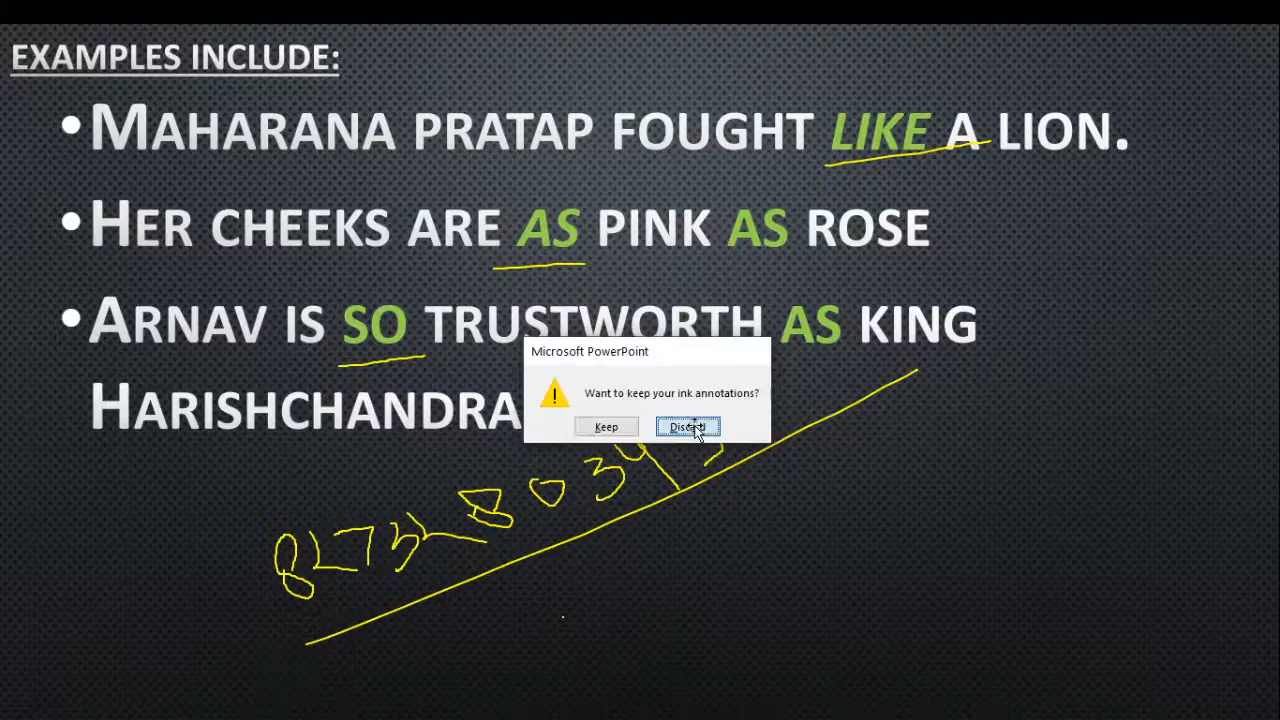 EXAMPLES INCLUDE:
•MAHARANA PRATAP FOUGHT LIKE A LION.
•HER CHEEKS ARE AS PINK AS ROSE
•ARNAV IS SO TRUSTWORTH AS KING
HARISHCHANDRA
Microsoft PowerPoint
Want to keep your ink annotations?
Keep
Discard